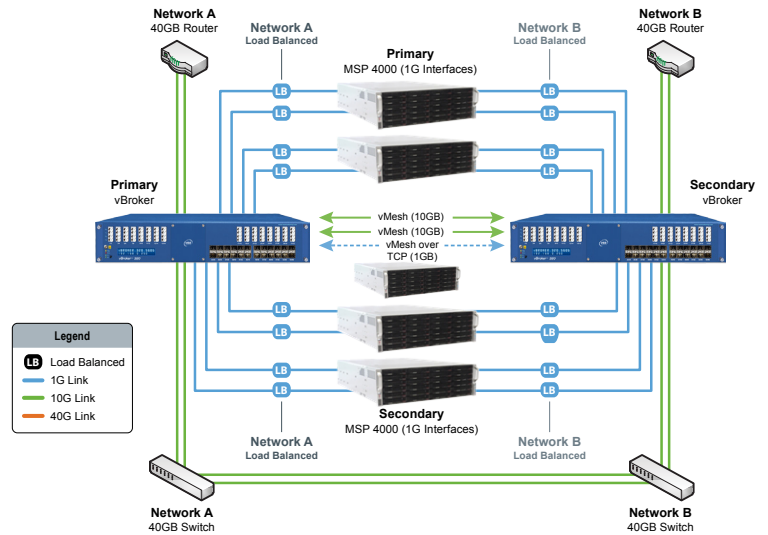 Network A
40GB Router
Network A
Load Balanced
Primary
MSP 4000 (1G Interfaces)
Network B
Load Balanced
Network B
40GB Router
LB
LB
LB
LB
LB
LB
LB
LB
Primary
vBroker
Secondary
vBroker
vMesh (10GB)
vMesh (10GB)
vMesh over
TCP (1GB)
LB
LB
LB
LB
LB
LB
LB
LB
Legend
LB Load Balanced
1G Link
10G Link
40G Link
Secondary
MSP 4000 (1G Interfaces)
Network A
Load Balanced
Network B
Load Balanced
Network A
40GB Switch
Network B
40GB Switch